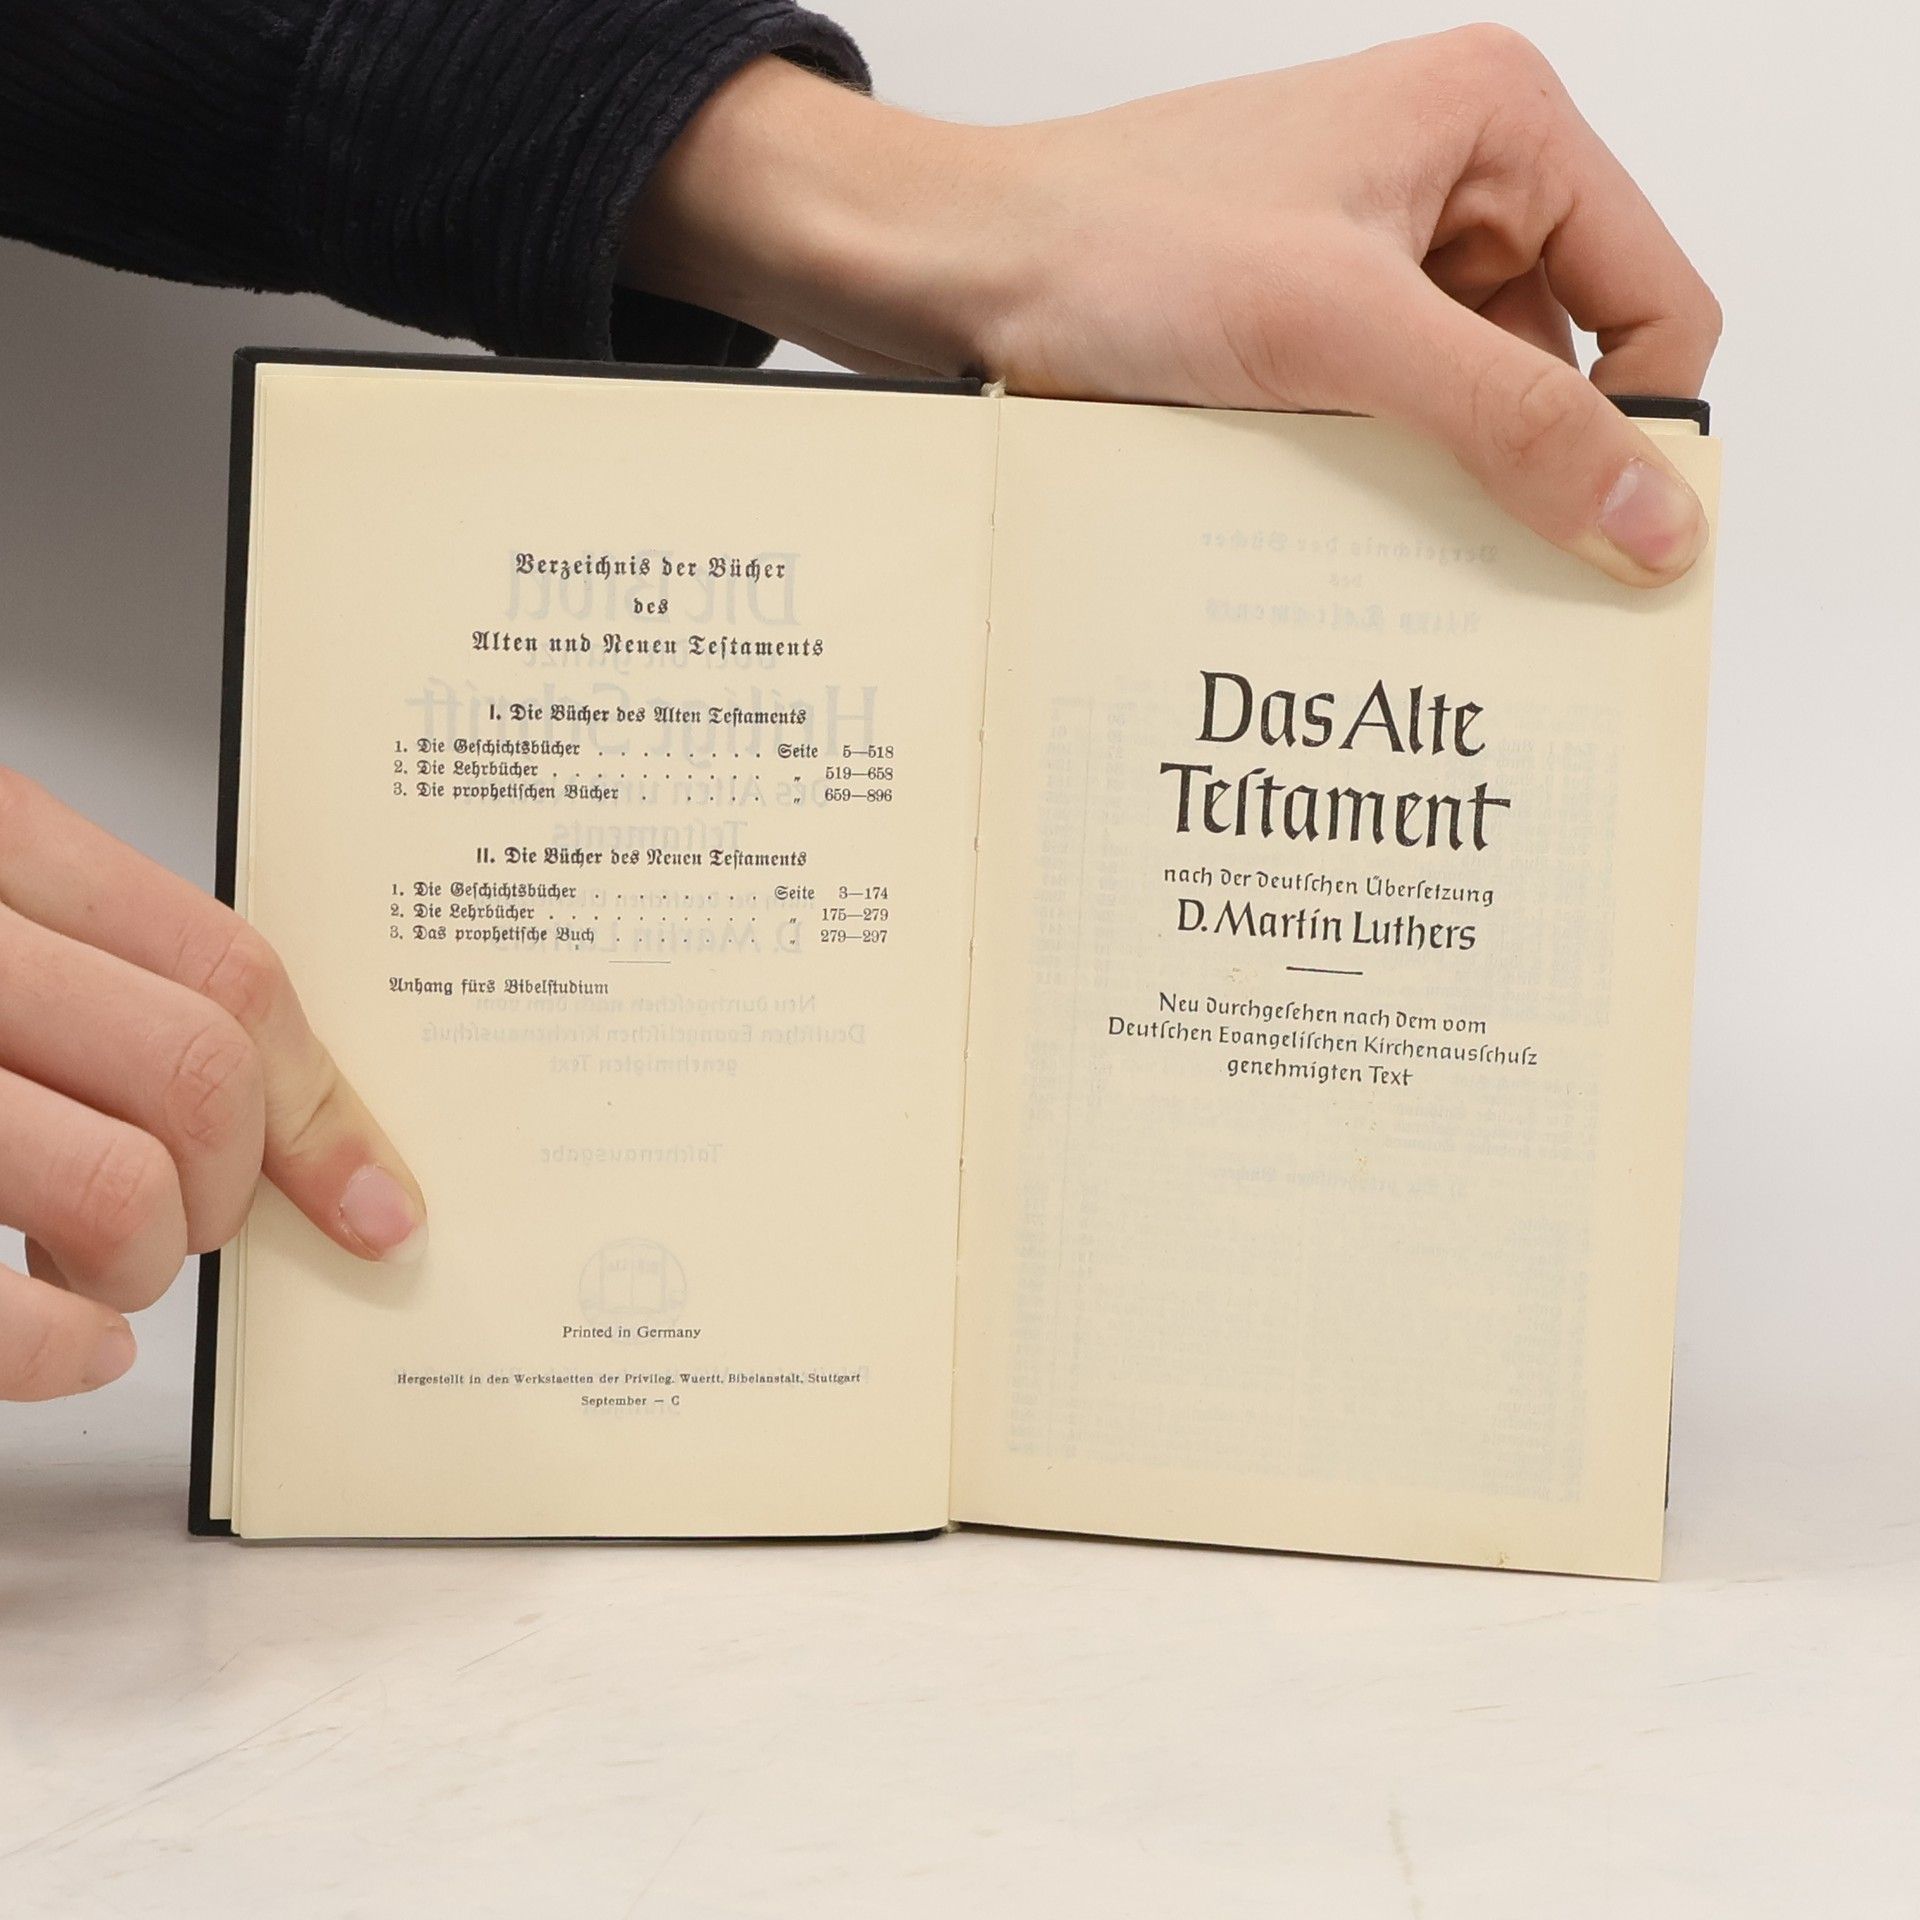 Verzeichnis der Bücher
des
Alten und Neuen Teſtaments
I. Die Bücher des Alten Teſtaments
1. Die Geſchichtsbücher . . . . . . . . Seite 5—518
2. Die Lehrbücher . . . . . . . . . . „ 519—658
3. Die prophetiſchen Bücher . . . . . „ 659—896
II. Die Bücher des Neuen Teſtaments
1. Die Geſchichtsbücher . . . . . . . . Seite 3—174
2. Die Lehrbücher . . . . . . . . . . „ 175—279
3. Das prophetiſche Buch . . . . . . . „ 279—297
Anhang fürs Bibelſtudium
Printed in Germany
Hergestellt in den Werkstaetten der Privileg. Wuertt. Bibelanstalt, Stuttgart
September — C
Das Alte
Teſtament
nach der deutſchen Überſetzung
D. Martin Luthers
Neu durchgeſehen nach dem vom
Deutſchen Evangeliſchen Kirchenausſchuſz
genehmigten Text